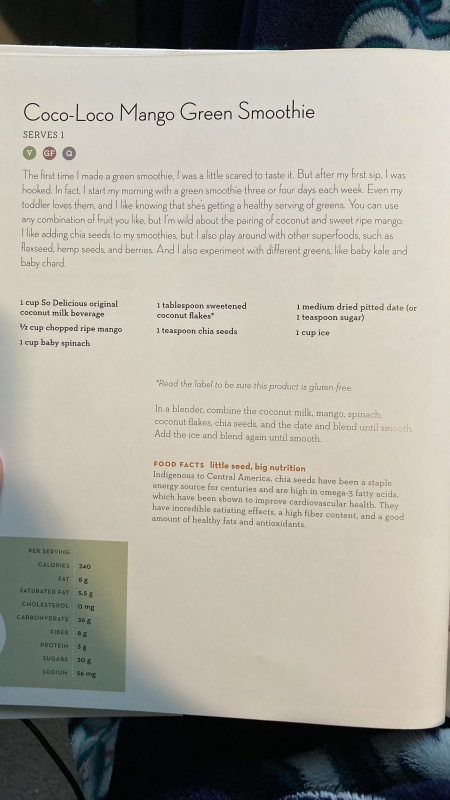 Coco-Loco Mango Green Smoothie
SERVES 1
V GF Q
The first time I made a green smoothie, I was a little scared to taste it. But after my first sip, I was
hooked. In fact, I start my morning with a green smoothie three or four days each week. Even my
toddler loves them, and I like knowing that she's getting a healthy serving of greens. You can use
any combination of fruit you like, but I'm wild about the pairing of coconut and sweet ripe mango.
I like adding chia seeds to my smoothies, but I also play around with other superfoods, such as
flaxseed, hemp seeds, and berries. And I also experiment with different greens, like baby kale and
baby chard.
1 cup So Delicious original
coconut milk beverage
½ cup chopped ripe mango
1 cup baby spinach
1 tablespoon sweetened
coconut flakes*
1 teaspoon chia seeds
1 medium dried pitted date (or
1 teaspoon sugar)
1 cup ice
*Read the label to be sure this product is gluten-free.
In a blender, combine the coconut milk, mango, spinach,
coconut flakes, chia seeds, and the date and blend until smooth.
Add the ice and blend again until smooth.
FOOD FACTS little seed, big nutrition
Indigenous to Central America, chia seeds have been a staple
energy source for centuries and are high in omega-3 fatty acids,
which have been shown to improve cardiovascular health. They
have incredible satiating effects, a high fiber content, and a good
amount of healthy fats and antioxidants.
PER SERVING
CALORIES 240
FAT 8 g
SATURATED FAT 5.5 g
CHOLESTEROL 0 mg
CARBOHYDRATE 36 g
FIBER 8 g
PROTEIN 3 g
SUGARS 30 g
SODIUM 56 mg